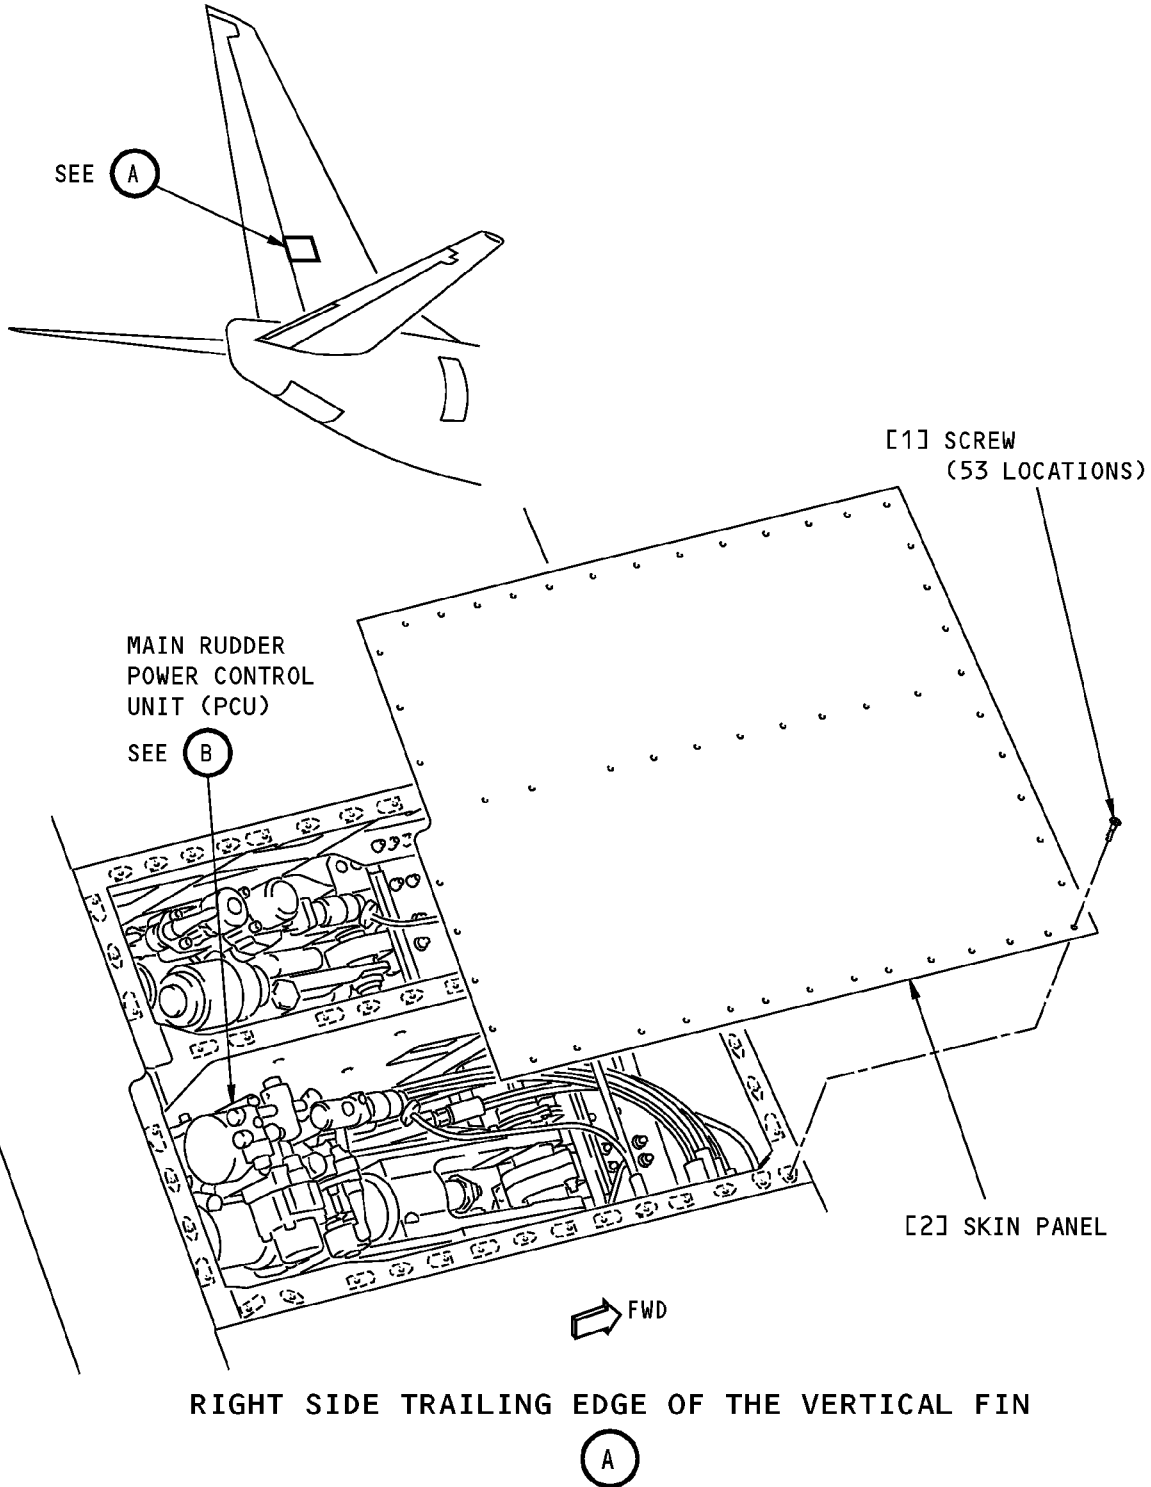 SEE A
[1] SCREW
(53 LOCATIONS)
MAIN RUDDER
POWER CONTROL
UNIT (PCU)
SEE B
[2] SKIN PANEL
FWD
RIGHT SIDE TRAILING EDGE OF THE VERTICAL FIN
A